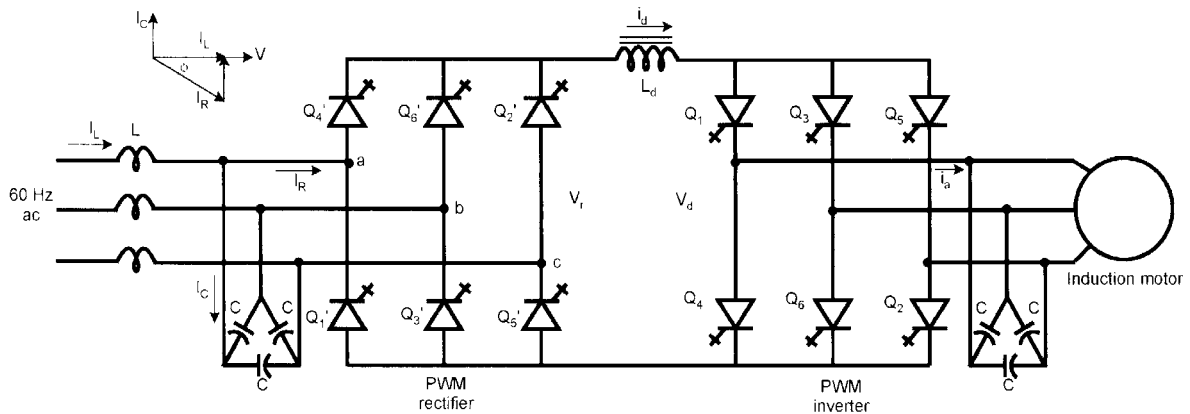 I_C
I_L
V
Φ
I_R
i_d
L_d
Q_4'
Q_6'
Q_2'
Q_1
Q_3
Q_5
I_L
L
a
I_R
i_a
60 Hz
ac
b
V_r
V_d
c
Induction motor
I_C
C
C
C
Q_1'
Q_3'
Q_5'
Q_4
Q_6
Q_2
C
C
C
PWM
rectifier
PWM
inverter